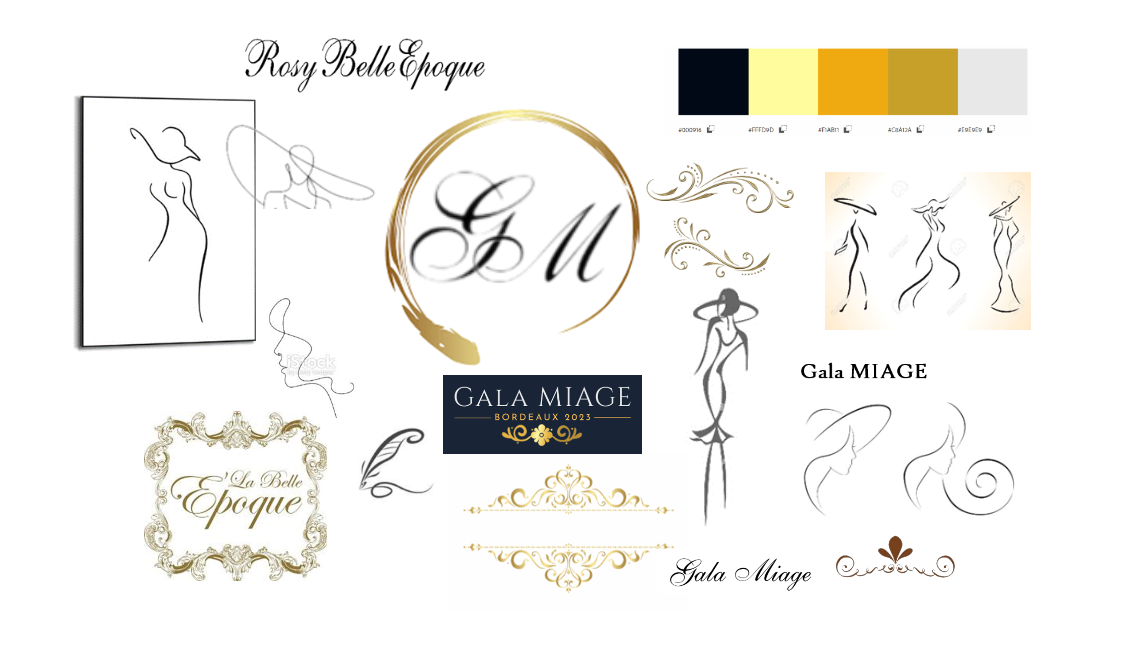 Rosy Belle Epoque
#000916
#FFFD9D
#F1AB11
#C8A12A
#E9E9E9
G M
iStock
Gala MIAGE
GALA MIAGE
BORDEAUX 2023
La Belle
Epoque
Gala Miage